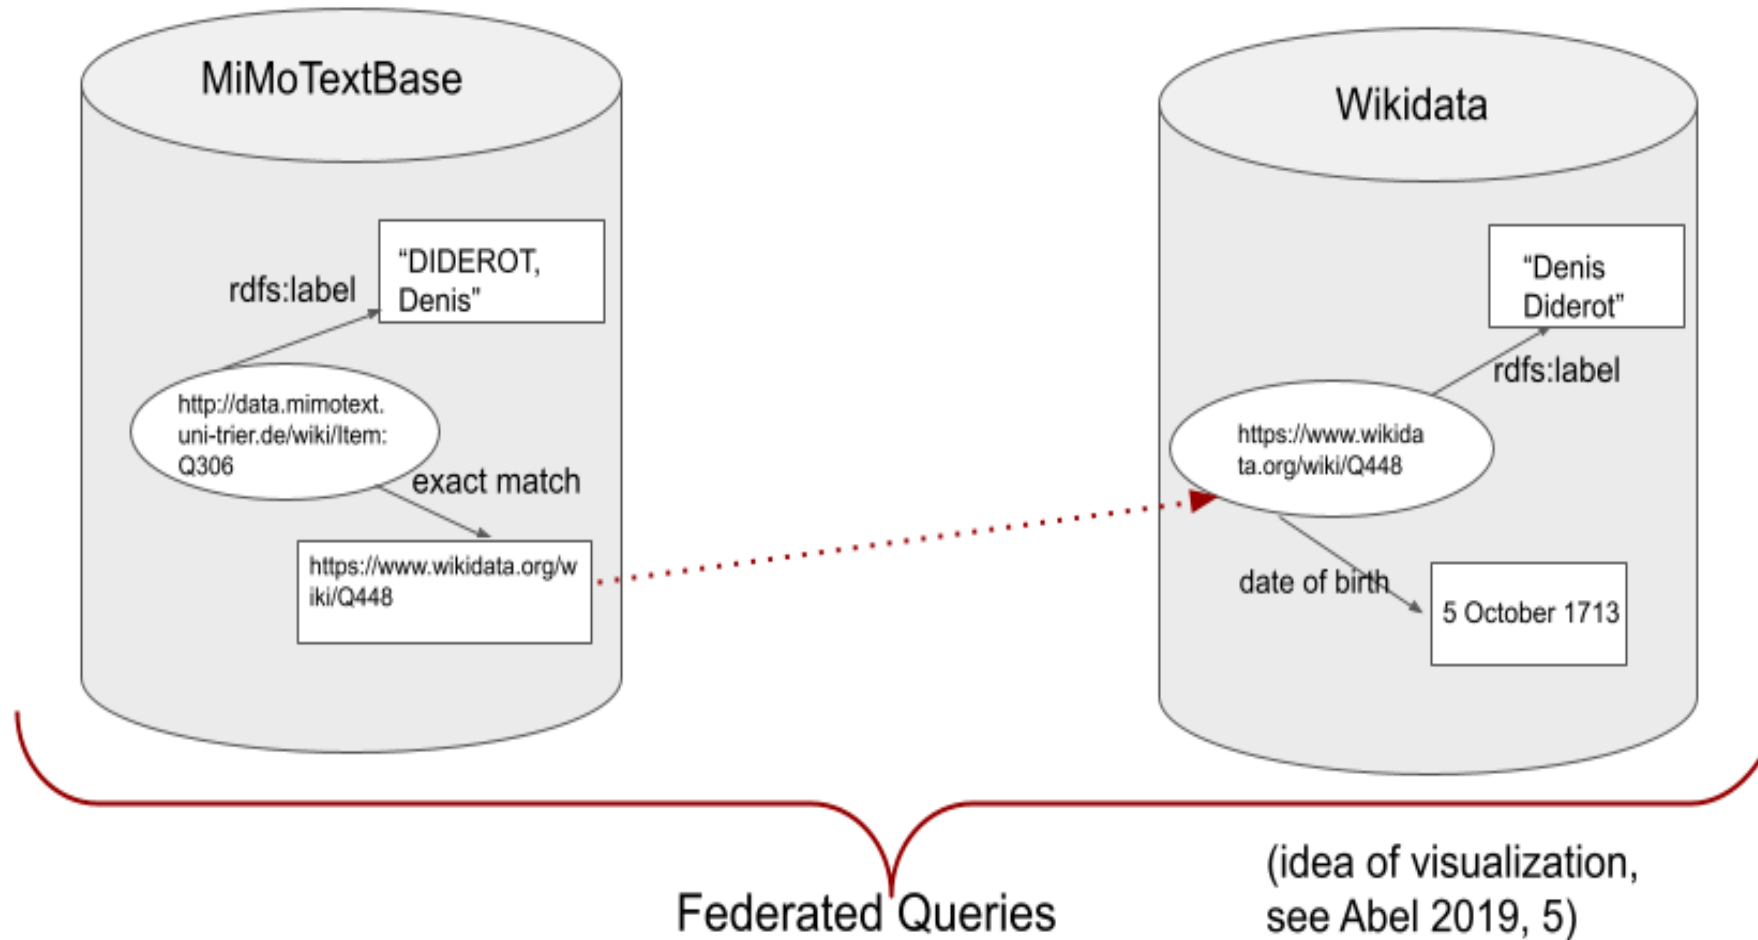 MiMoTextBase
“DIDEROT,
Denis”
rdfs:label
http://data.mimotext.
uni-trier.de/wiki/Item:
Q306
exact match
https://www.wikidata.org/w
iki/Q448
Wikidata
“Denis
Diderot”
rdfs:label
https://www.wikida
ta.org/wiki/Q448
date of birth
5 October 1713
Federated Queries
(idea of visualization,
see Abel 2019, 5)